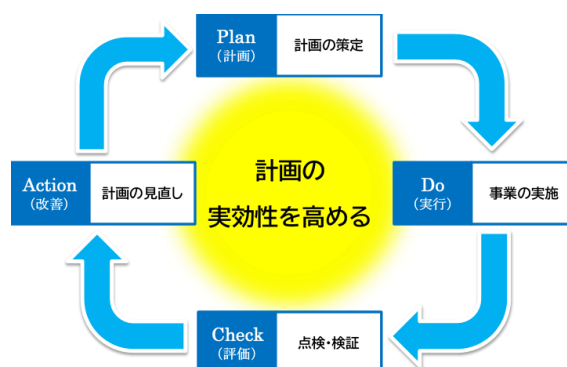 Plan
(計画)
計画の策定
Action
(改善)
計画の見直し
計画の
実効性を高める
Do
(実行)
事業の実施
Check
(評価)
点検・検証